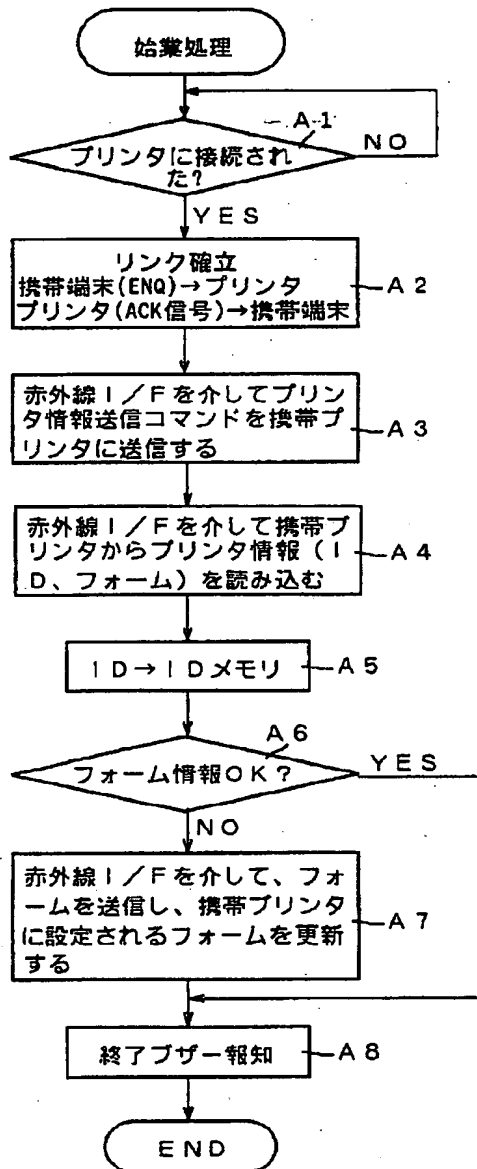 始業処理
A1
プリンタに接続され
た?
NO
YES
リンク確立
携帯端末(ENQ)→プリンタ
プリンタ(ACK信号)→携帯端末
A2
赤外線I/Fを介してプリン
タ情報送信コマンドを携帯プ
リンタに送信する
A3
赤外線I/Fを介して携帯プ
リンタからプリンタ情報(I
D、フォーム)を読み込む
A4
ID→IDメモリ
A5
A6
フォーム情報OK?
YES
NO
赤外線I/Fを介して、フォ
ームを送信し、携帯プリンタ
に設定されるフォームを更新
する
A7
終了ブザー報知
A8
END